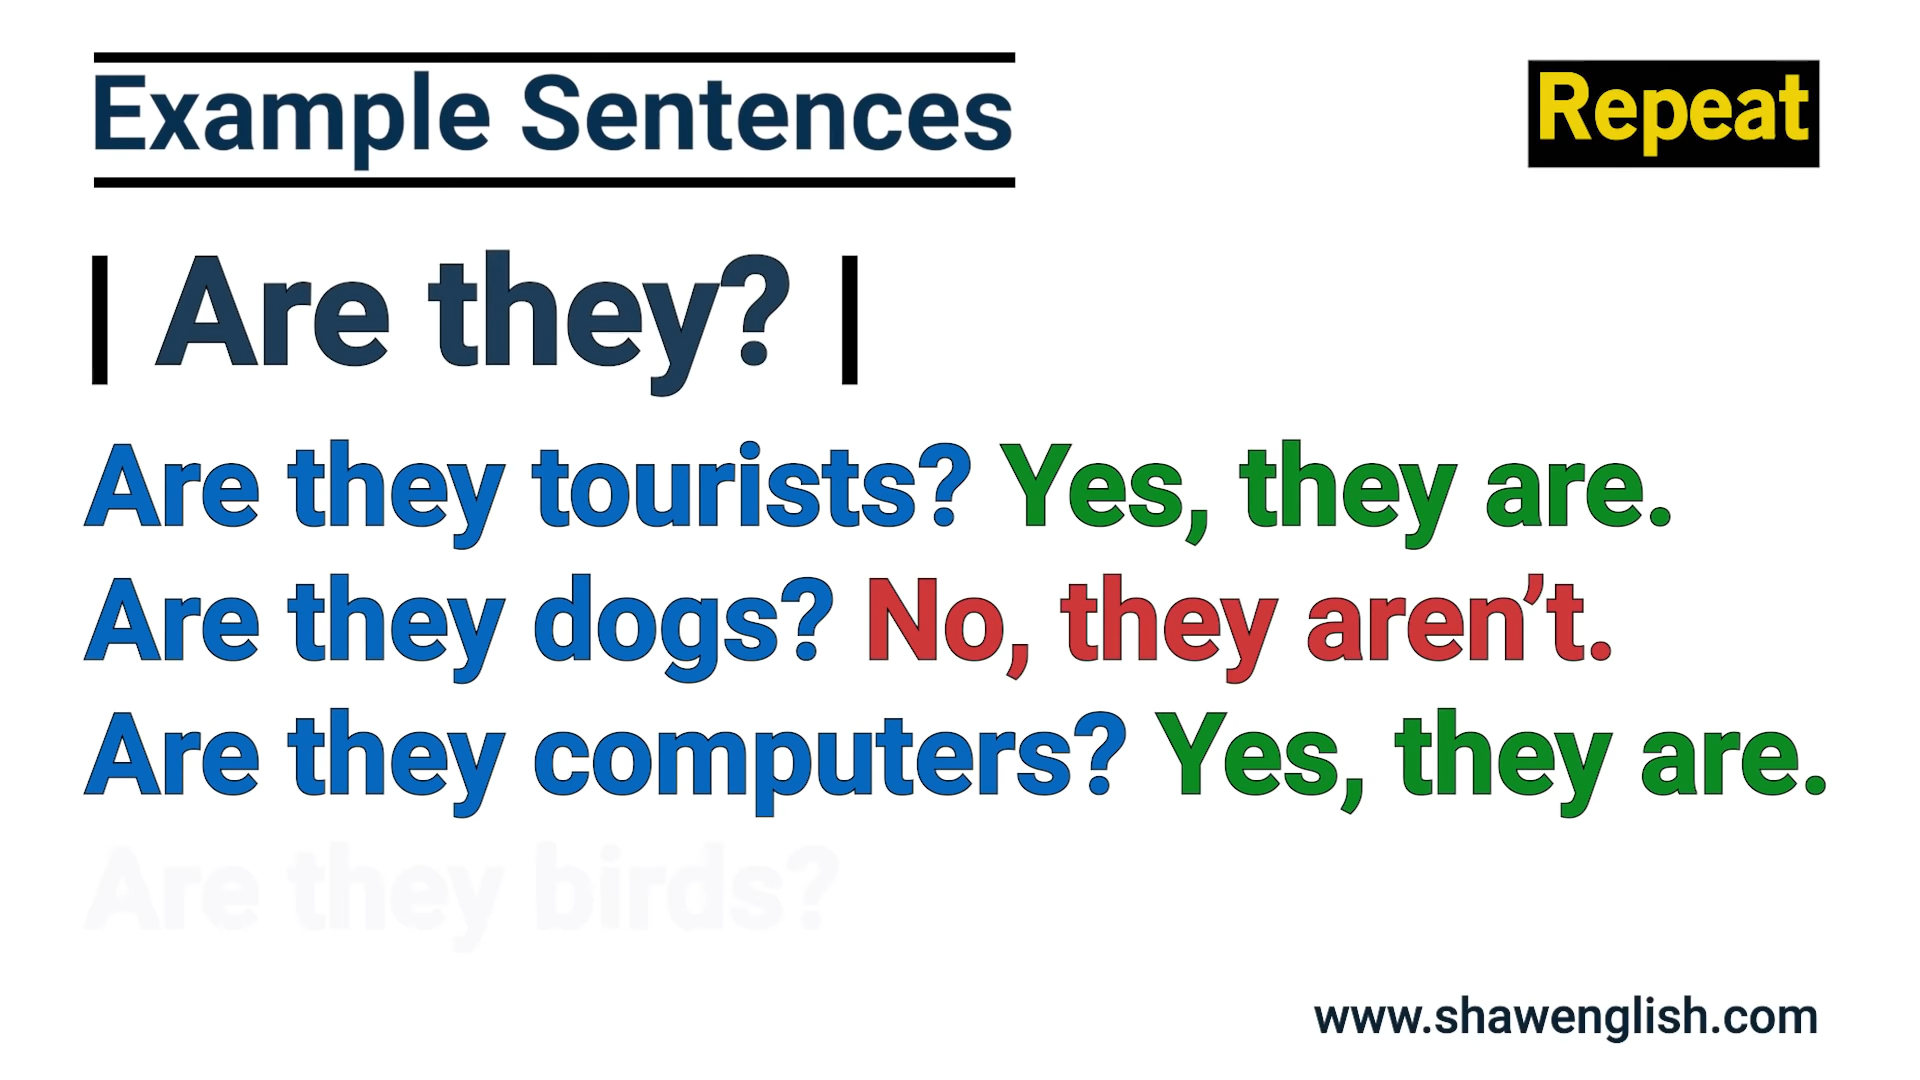 Example Sentences
Repeat
| Are they? |
Are they tourists? Yes, they are.
Are they dogs? No, they aren’t.
Are they computers? Yes, they are.
Are they birds?
www.shawenglish.com